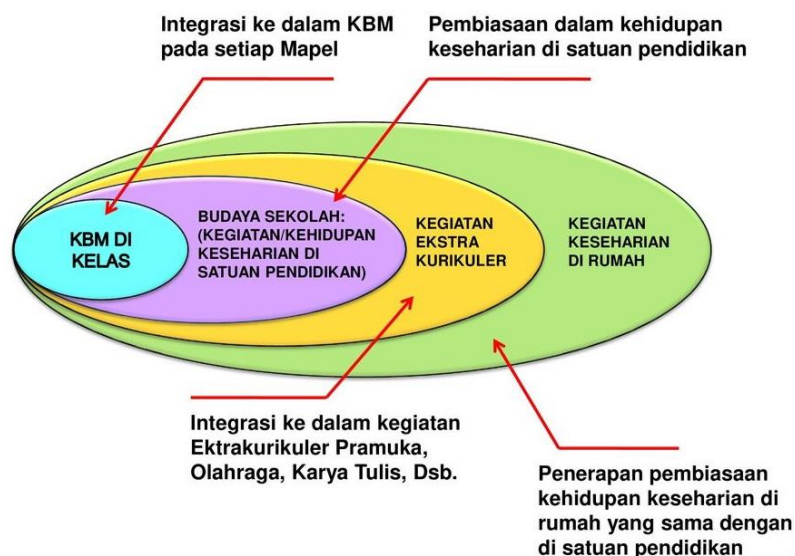 Integrasi ke dalam KBM
pada setiap Mapel
Pembiasaan dalam kehidupan
keseharian di satuan pendidikan
KBM DI
KELAS
BUDAYA SEKOLAH:
(KEGIATAN/KEHIDUPAN
KESEHARIAN DI
SATUAN PENDIDIKAN)
KEGIATAN
EKSTRA
KURIKULER
KEGIATAN
KESEHARIAN
DI RUMAH
Integrasi ke dalam kegiatan
Ektrakurikuler Pramuka,
Olahraga, Karya Tulis, Dsb.
Penerapan pembiasaan
kehidupan keseharian di
rumah yang sama dengan
di satuan pendidikan